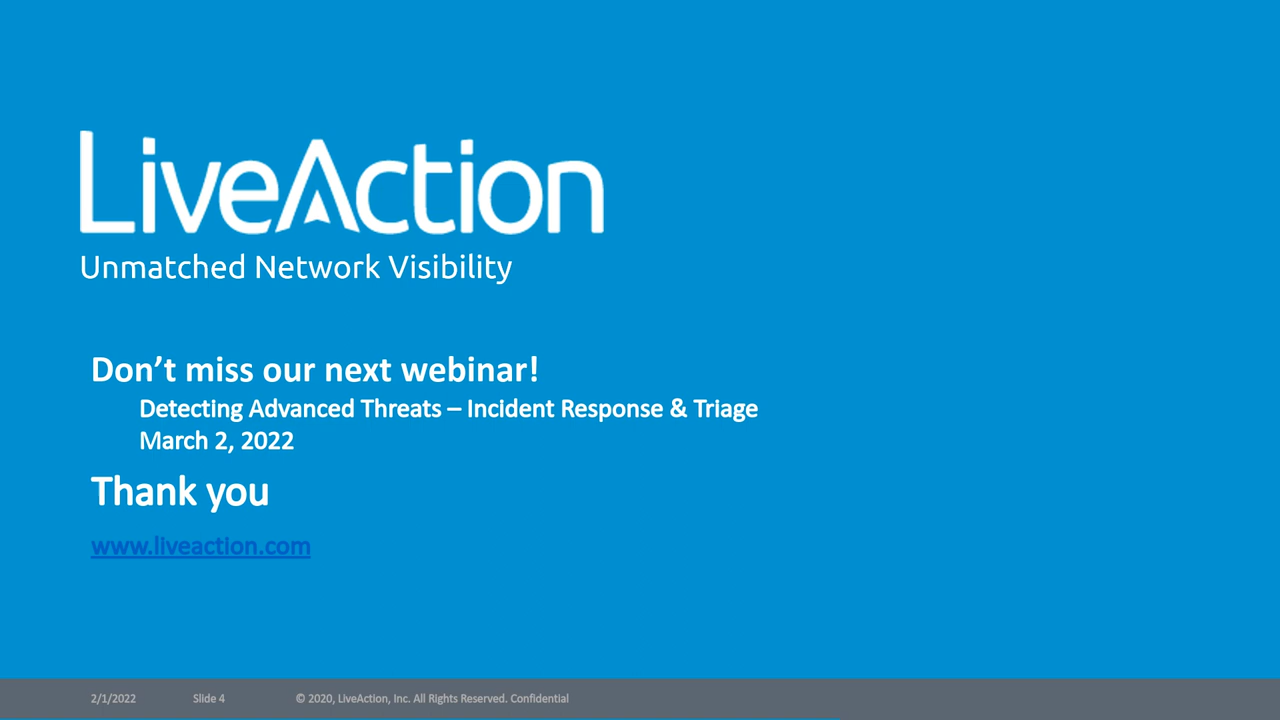 LiveAction
Unmatched Network Visibility
Don’t miss our next webinar!
Detecting Advanced Threats – Incident Response & Triage
March 2, 2022
Thank you
www.liveaction.com
2/1/2022 Slide 4 © 2020, LiveAction, Inc. All Rights Reserved. Confidential